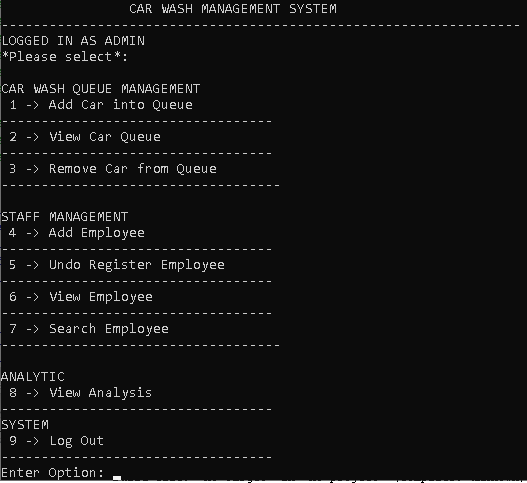 CAR WASH MANAGEMENT SYSTEM
-----------------------------------------------------------------
LOGGED IN AS ADMIN
*Please select*:
CAR WASH QUEUE MANAGEMENT
1 -> Add Car into Queue
----------------------------------
2 -> View Car Queue
----------------------------------
3 -> Remove Car from Queue
-----------------------------------
STAFF MANAGEMENT
4 -> Add Employee
----------------------------------
5 -> Undo Register Employee
----------------------------------
6 -> View Employee
----------------------------------
7 -> Search Employee
-----------------------------------
ANALYTIC
8 -> View Analysis
----------------------------------
SYSTEM
9 -> Log Out
----------------------------------
Enter Option: